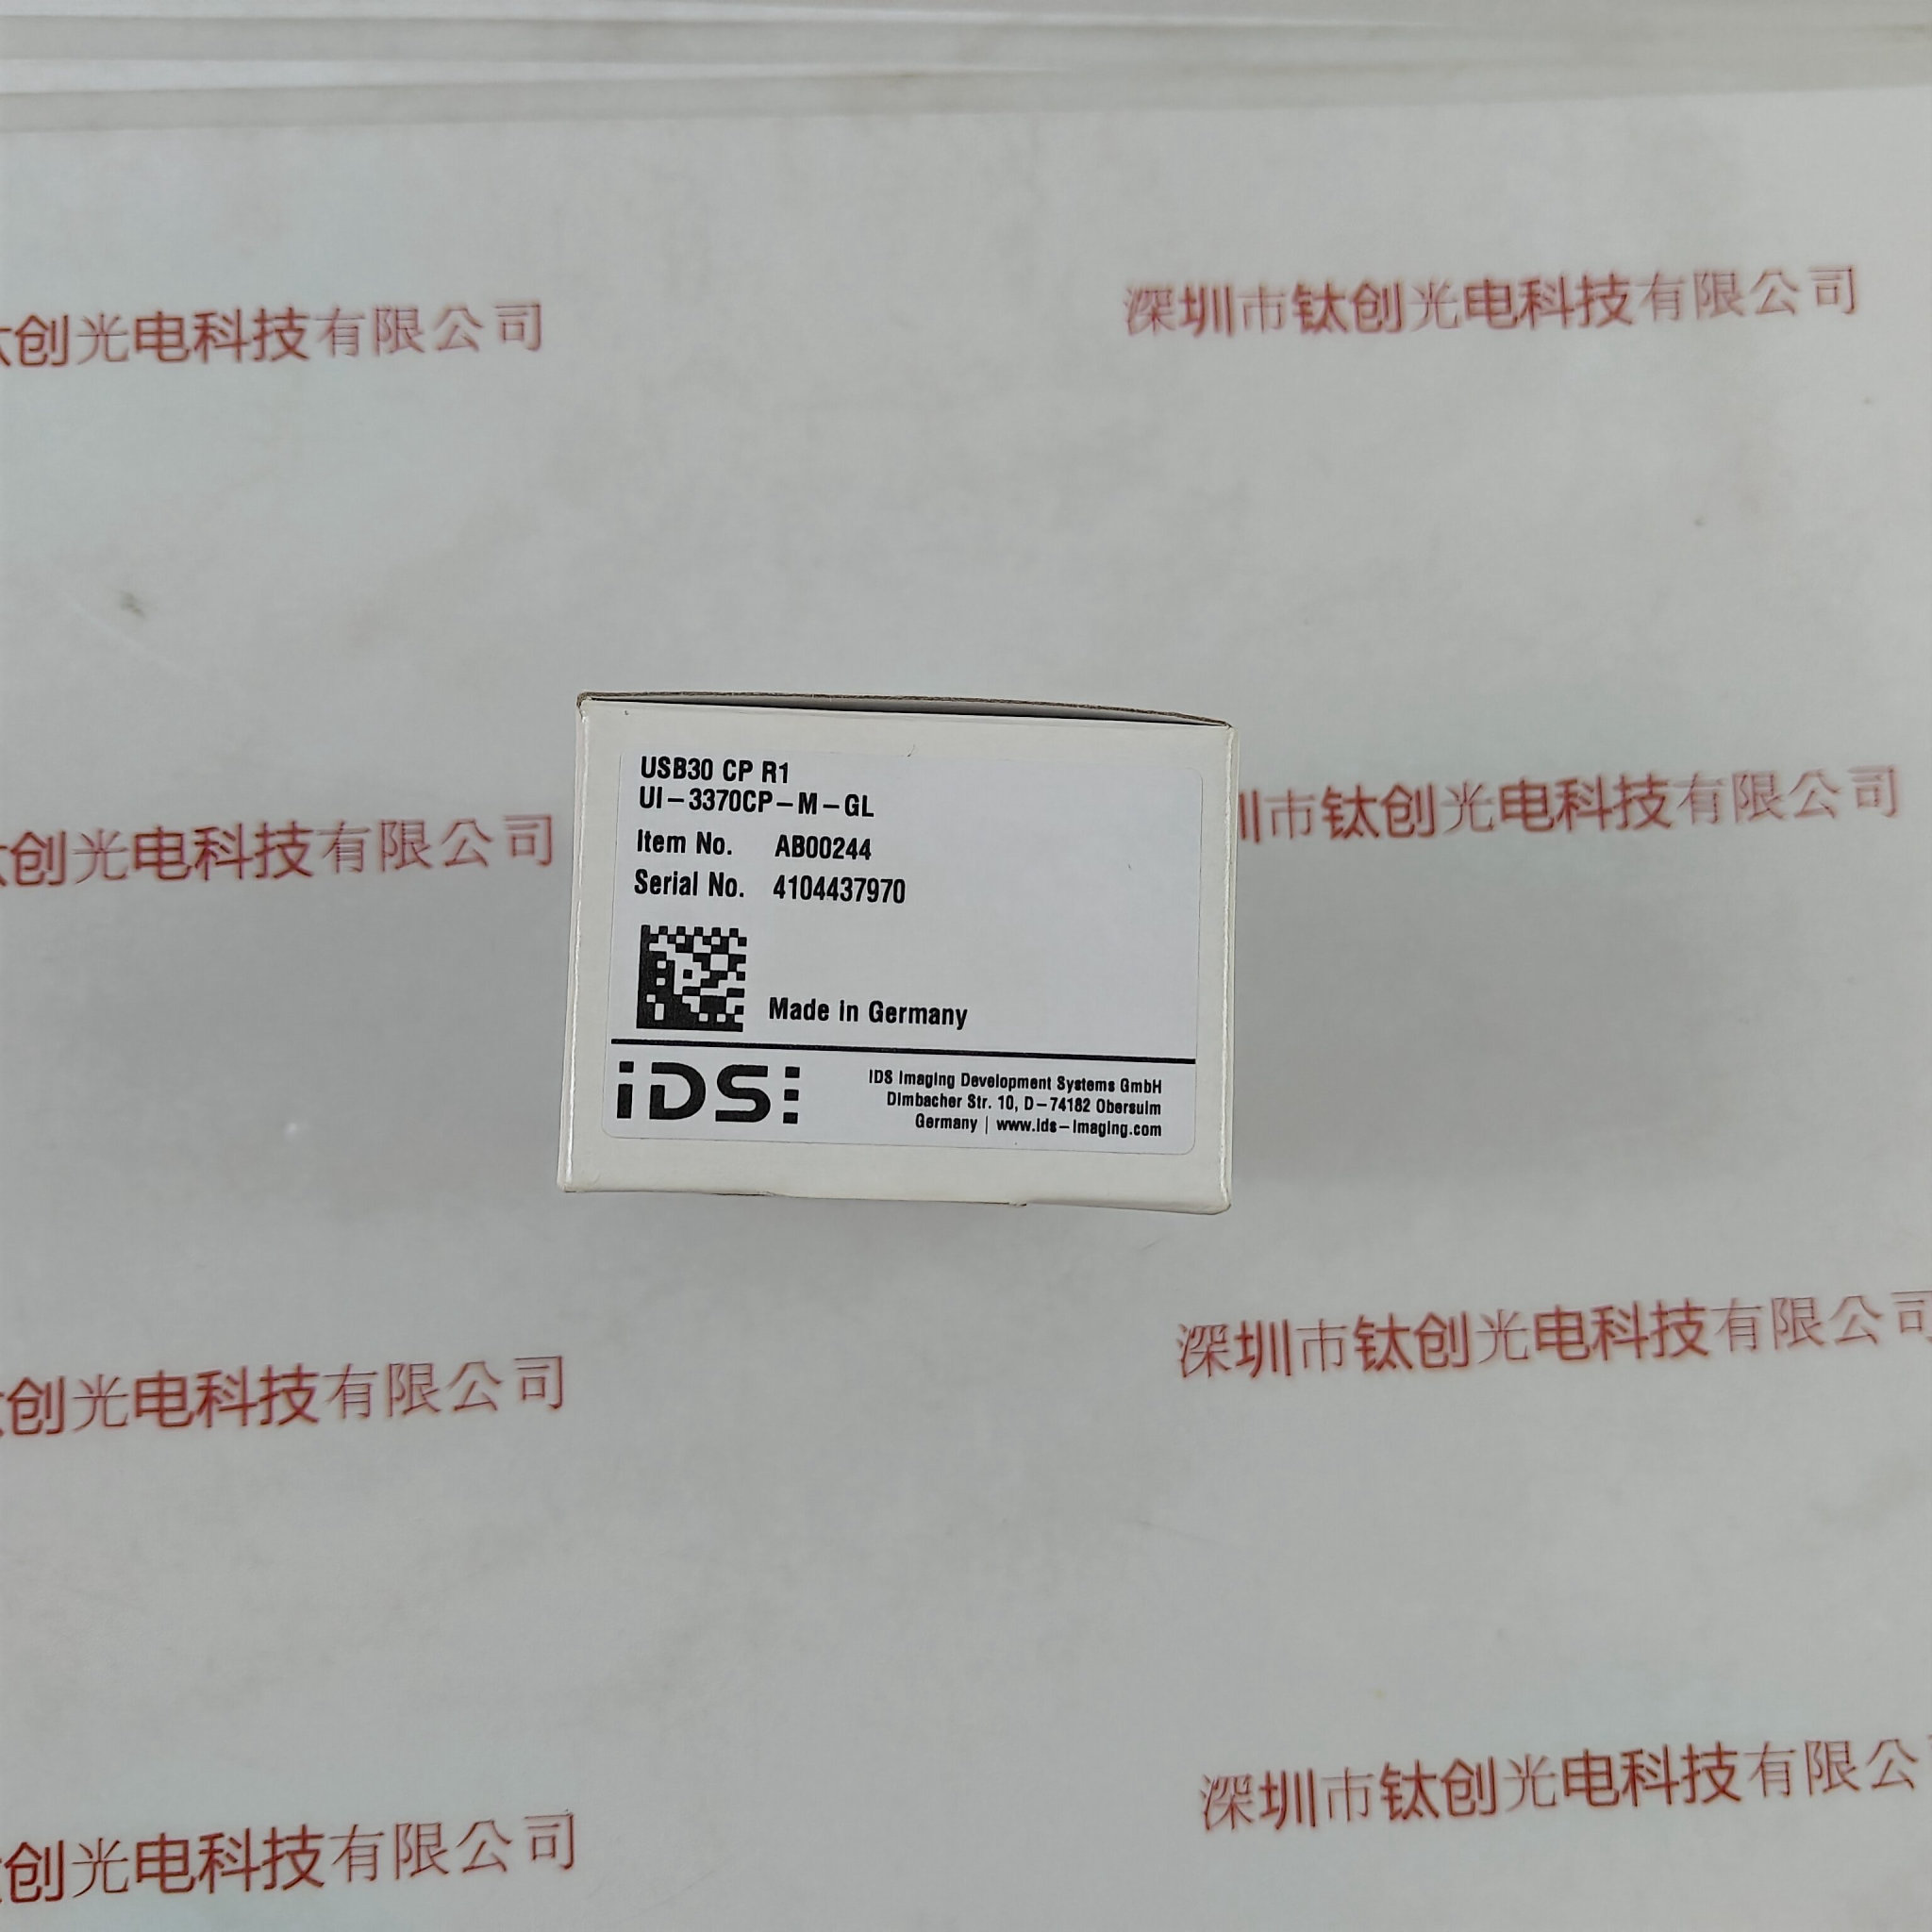 钛创光电科技有限公司
深圳市钛创光电科技有限公司
USB30 CP R1
UI-3370CP-M-GL
Item No. AB00244
Serial No. 4104437970
Made in Germany
IDS
IDS Imaging Development Systems GmbH
Dimbacher Str. 10, D-74182 Obersulm
Germany | www.ids-imaging.com
创光电科技有限公司
圳市钛创光电科技有限公司
创光电科技有限公司
深圳市钛创光电科技有限公司
创光电科技有限公司
深圳市钛创光电科技有限公